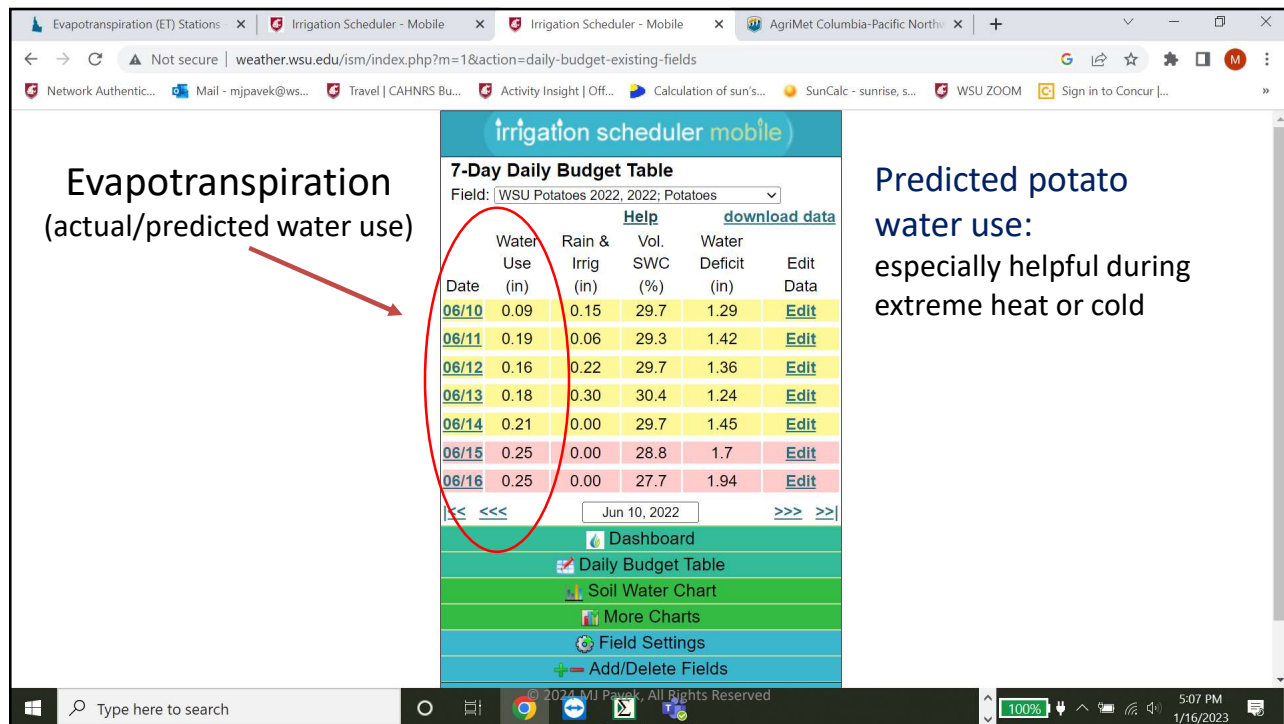 Evapotranspiration (ET) Stations
Irrigation Scheduler - Mobile
Irrigation Scheduler - Mobile
AgriMet Columbia-Pacific Northw
Not secure | weather.wsu.edu/ism/index.php?m=1&action=daily-budget-existing-fields
M
Network Authentic...
Mail - mjpavek@ws...
Travel | CAHNRS Bu...
Activity Insight | Off...
Calculation of sun's...
SunCalc - sunrise, s...
WSU ZOOM
Sign in to Concur |...
»
irrigation scheduler mobile
7-Day Daily Budget Table
Field: WSU Potatoes 2022, 2022; Potatoes
Help download data
Water Rain & Vol. Water
Use Irrig SWC Deficit Edit
Date (in) (in) (%) (in) Data
06/10 0.09 0.15 29.7 1.29 Edit
06/11 0.19 0.06 29.3 1.42 Edit
06/12 0.16 0.22 29.7 1.36 Edit
06/13 0.18 0.30 30.4 1.24 Edit
06/14 0.21 0.00 29.7 1.45 Edit
06/15 0.25 0.00 28.8 1.7 Edit
06/16 0.25 0.00 27.7 1.94 Edit
|<< <<< Jun 10, 2022 >>> >>|
Dashboard
Daily Budget Table
Soil Water Chart
More Charts
Field Settings
Add/Delete Fields
Evapotranspiration
(actual/predicted water use)
Predicted potato
water use:
especially helpful during
extreme heat or cold
© 2024 MJ Pavek, All Rights Reserved
Type here to search
100%
5:07 PM
1/16/2023